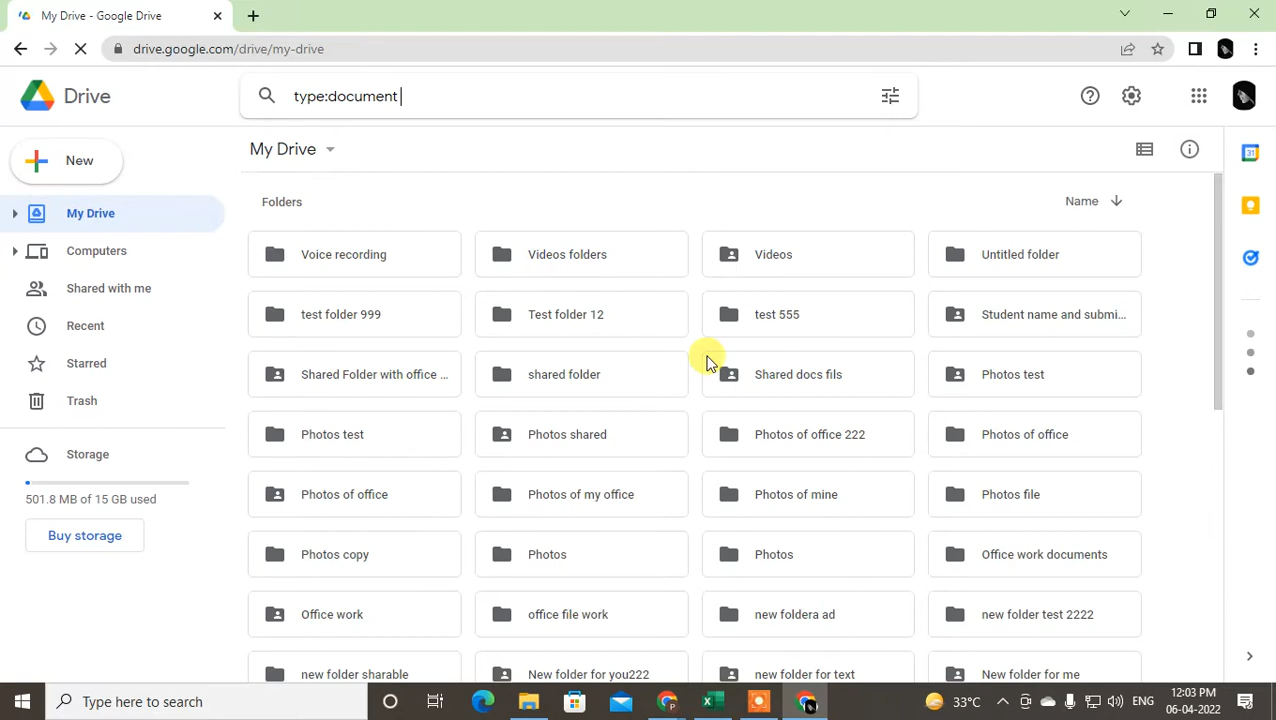 My Drive - Google Drive
drive.google.com/drive/my-drive
Drive
type:document
New
My Drive
Name
My Drive
Folders
Computers
Voice recording
Videos folders
Videos
Untitled folder
Shared with me
test folder 999
Test folder 12
test 555
Student name and submi...
Recent
Starred
Shared Folder with office ...
shared folder
Shared docs fils
Photos test
Trash
Photos test
Photos shared
Photos of office 222
Photos of office
Storage
501.8 MB of 15 GB used
Photos of office
Photos of my office
Photos of mine
Photos file
Buy storage
Photos copy
Photos
Photos
Office work documents
Office work
office file work
new foldera ad
new folder test 2222
new folder sharable
New folder for you222
new folder for text
New folder for me
31
Type here to search
33°C
ENG
12:03 PM
06-04-2022